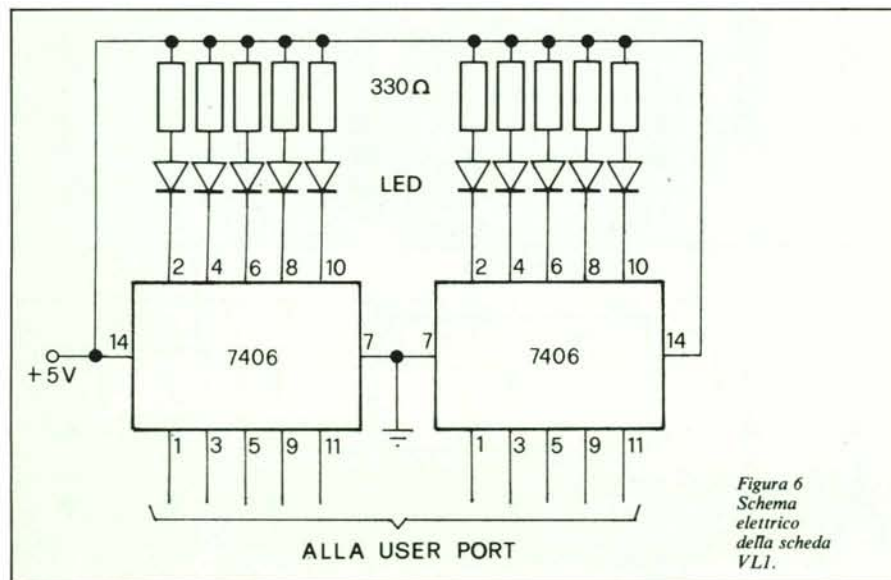 330Ω
LED
2 4 6 8 10
2 4 6 8 10
14
7406
7
7
7406
14
+5V
1 3 5 9 11
1 3 5 9 11
ALLA USER PORT
Figura 6
Schema
elettrico
della scheda
VL1.